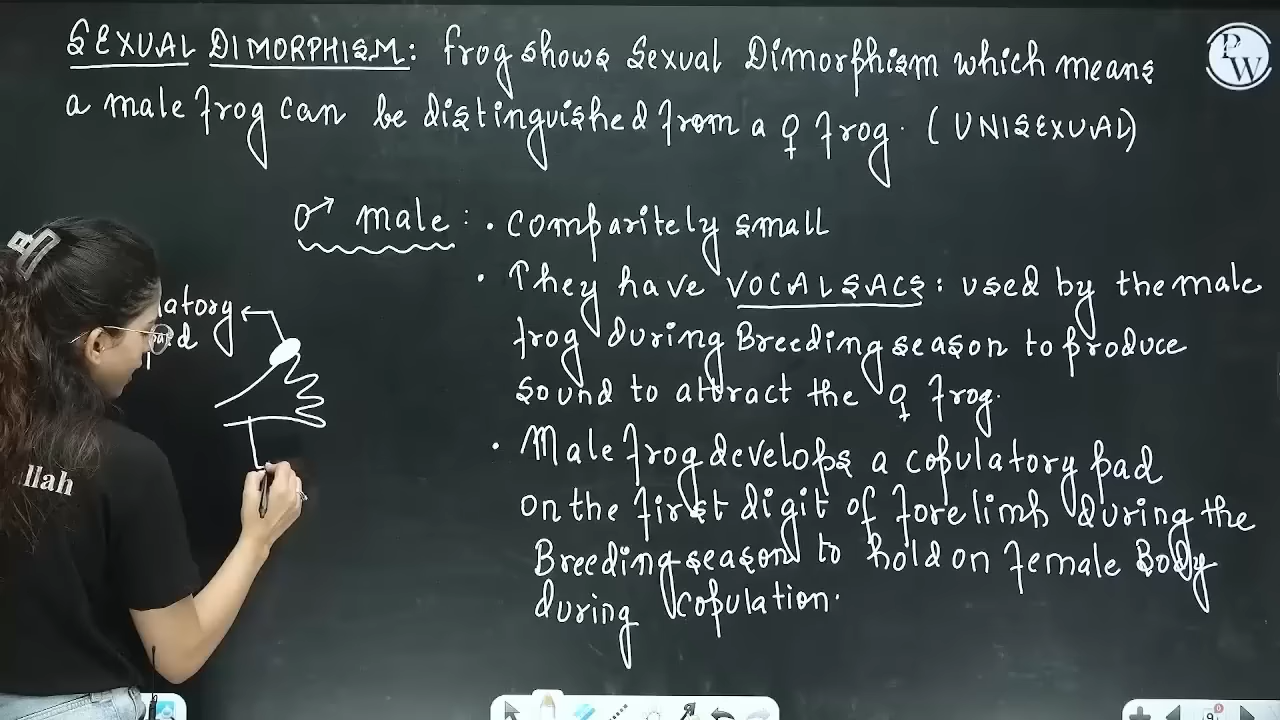 SEXUAL DIMORPHISM: frog shows Sexual Dimorphism which means
a male frog can be distinguished from a ♀ frog. (UNISEXUAL)
♂ male: • comparitely small
• They have VOCAL SACS: used by the male
frog during Breeding season to produce
sound to attract the ♀ frog.
• Male frog develops a copulatory pad
on the first digit of forelimb during the
Breeding season to hold on female Body
during copulation.
latory
pad
llah
PW